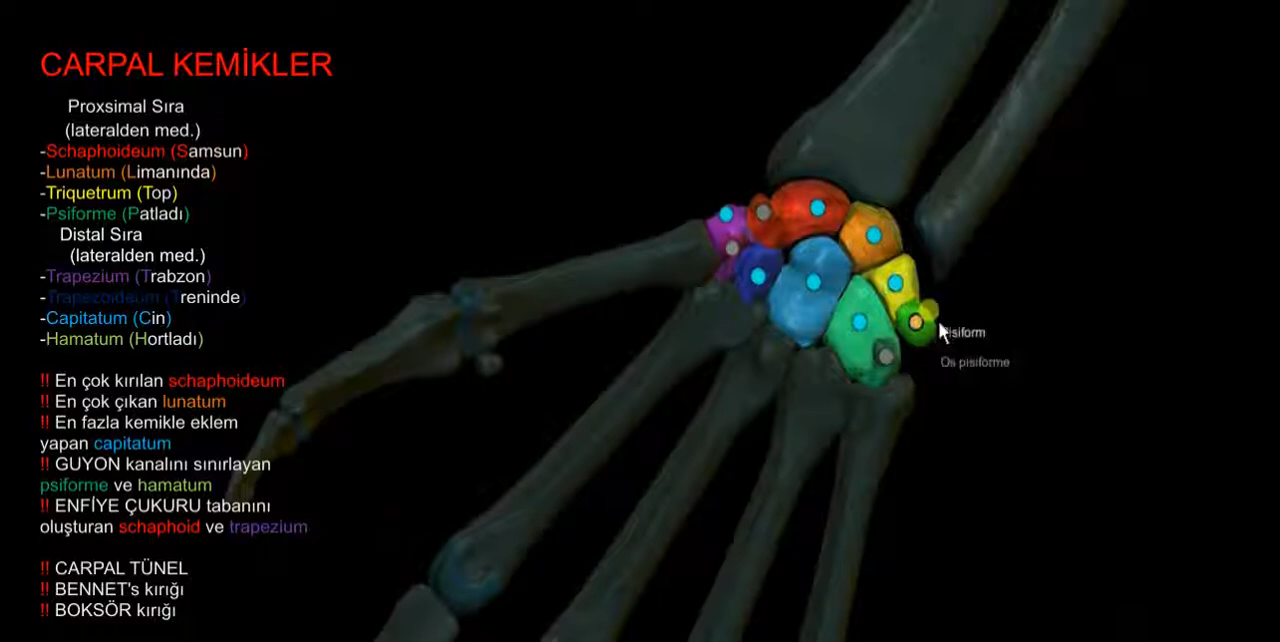 CARPAL KEMİKLER
Proxsimal Sıra
(lateralden med.)
-Schaphoideum (Samsun)
-Lunatum (Limanında)
-Triquetrum (Top)
-Psiforme (Patladı)
Distal Sıra
(lateralden med.)
-Trapezium (Trabzon)
-Trapezoideum (Treninde)
-Capitatum (Cin)
-Hamatum (Hortladı)
!! En çok kırılan schaphoideum
!! En çok çıkan lunatum
!! En fazla kemikle eklem
yapan capitatum
!! GUYON kanalını sınırlayan
psiforme ve hamatum
!! ENFİYE ÇUKURU tabanını
oluşturan schaphoid ve trapezium
!! CARPAL TÜNEL
!! BENNET's kırığı
!! BOKSÖR kırığı
Pisiform
Os pisiforme